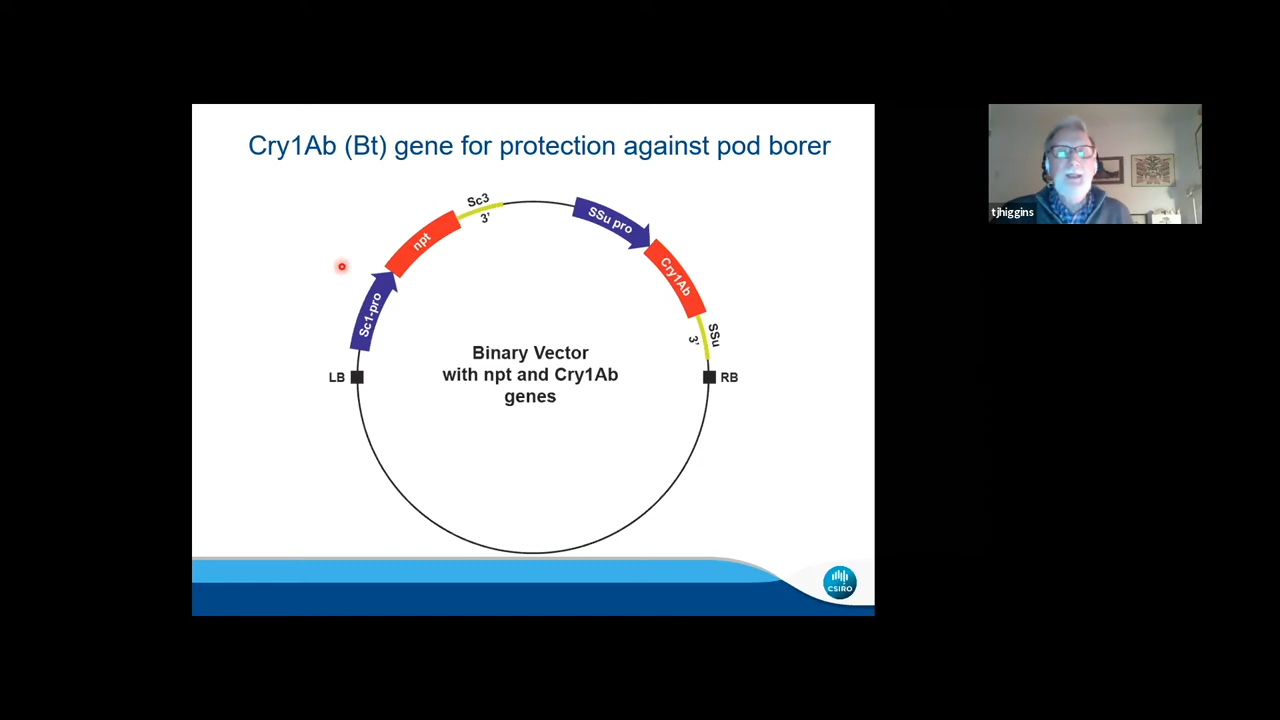 Cry1Ab (Bt) gene for protection against pod borer
Sc3
3’
SSu pro
npt
Cry1Ab
Sc1-pro
SSu
3’
Binary Vector
with npt and Cry1Ab
genes
LB
RB
CSIRO
tjhiggins